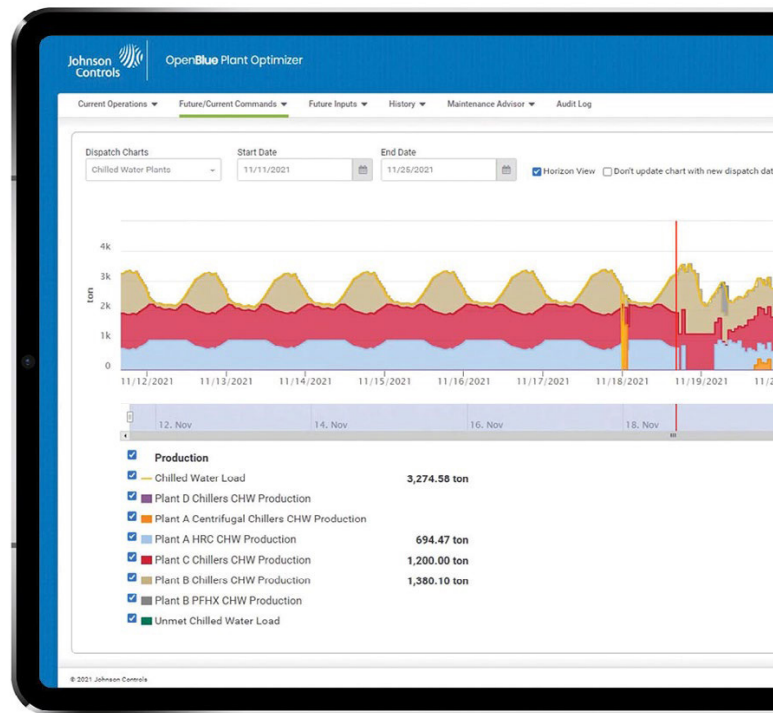 Johnson Controls
OpenBlue Plant Optimizer
Current Operations Future/Current Commands Future Inputs History Maintenance Advisor Audit Log
Dispatch Charts Start Date End Date
Chilled Water Plants 11/11/2021 11/25/2021 Horizon View Don't update chart with new dispatch dat
4k
3k
2k
1k
0
ton
11/12/2021 11/13/2021 11/14/2021 11/15/2021 11/16/2021 11/17/2021 11/18/2021 11/19/2021 11/2
12. Nov 14. Nov 16. Nov 18. Nov
Production
Chilled Water Load 3,274.58 ton
Plant D Chillers CHW Production
Plant A Centrifugal Chillers CHW Production
Plant A HRC CHW Production 694.47 ton
Plant C Chillers CHW Production 1,200.00 ton
Plant B Chillers CHW Production 1,380.10 ton
Plant B PFHX CHW Production
Unmet Chilled Water Load
© 2021 Johnson Controls